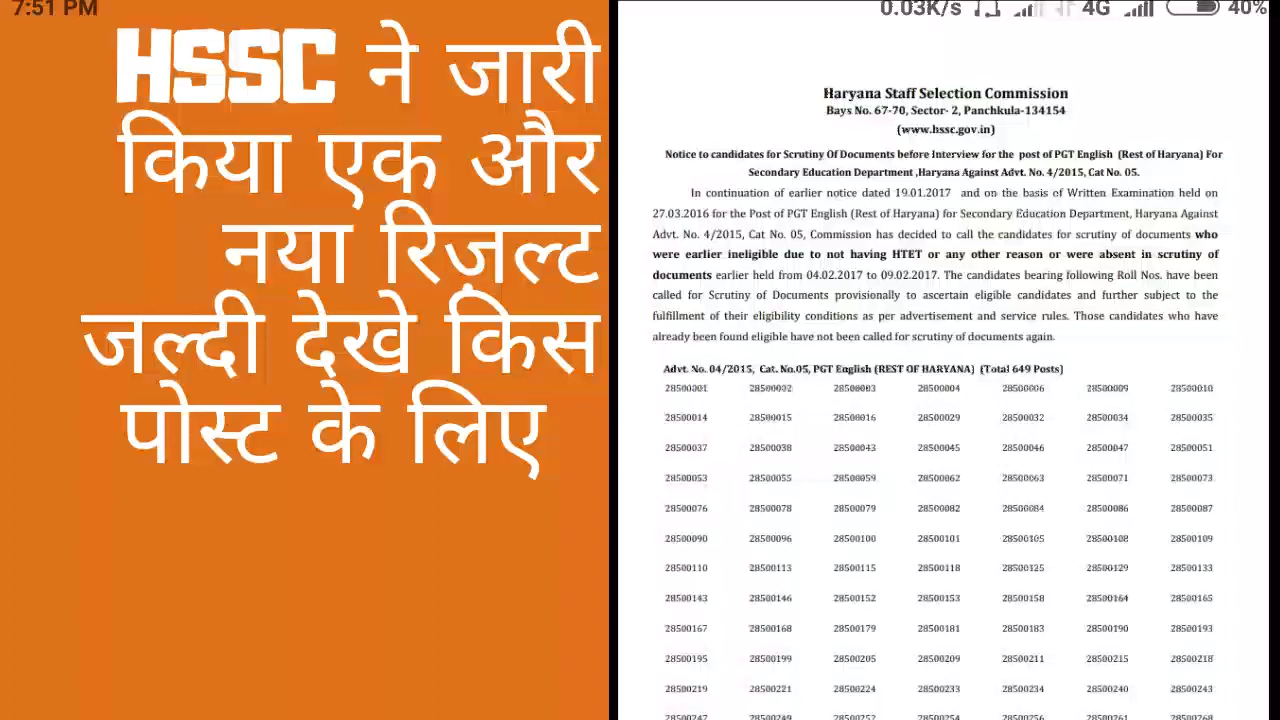 7:51 PM
0.03K/s 4G 40%
HSSC ने जारी
किया एक और
नया रिज़ल्ट
जल्दी देखे किस
पोस्ट के लिए
Haryana Staff Selection Commission
Bays No. 67-70, Sector- 2, Panchkula-134154
(www.hssc.gov.in)
Notice to candidates for Scrutiny Of Documents before Interview for the post of PGT English (Rest of Haryana) For
Secondary Education Department ,Haryana Against Advt. No. 4/2015, Cat No. 05.
In continuation of earlier notice dated 19.01.2017 and on the basis of Written Examination held on
27.03.2016 for the Post of PGT English (Rest of Haryana) for Secondary Education Department, Haryana Against
Advt. No. 4/2015, Cat No. 05, Commission has decided to call the candidates for scrutiny of documents who
were earlier ineligible due to not having HTET or any other reason or were absent in scrutiny of
documents earlier held from 04.02.2017 to 09.02.2017. The candidates bearing following Roll Nos. have been
called for Scrutiny of Documents provisionally to ascertain eligible candidates and further subject to the
fulfillment of their eligibility conditions as per advertisement and service rules. Those candidates who have
already been found eligible have not been called for scrutiny of documents again.
Advt. No. 04/2015, Cat. No.05, PGT English (REST OF HARYANA) (Total 649 Posts)
28500001 28500002 28500003 28500004 28500006 28500009 28500010
28500014 28500015 28500016 28500029 28500032 28500034 28500035
28500037 28500038 28500043 28500045 28500046 28500047 28500051
28500053 28500055 28500059 28500062 28500063 28500071 28500073
28500076 28500078 28500079 28500082 28500084 28500086 28500087
28500090 28500096 28500100 28500101 28500105 28500108 28500109
28500110 28500113 28500115 28500118 28500125 28500129 28500133
28500143 28500146 28500152 28500153 28500158 28500164 28500165
28500167 28500168 28500179 28500181 28500183 28500190 28500193
28500195 28500199 28500205 28500209 28500211 28500215 28500218
28500219 28500221 28500224 28500233 28500234 28500240 28500243
28500247 28500249 28500252 28500254 28500256 28500261 28500268